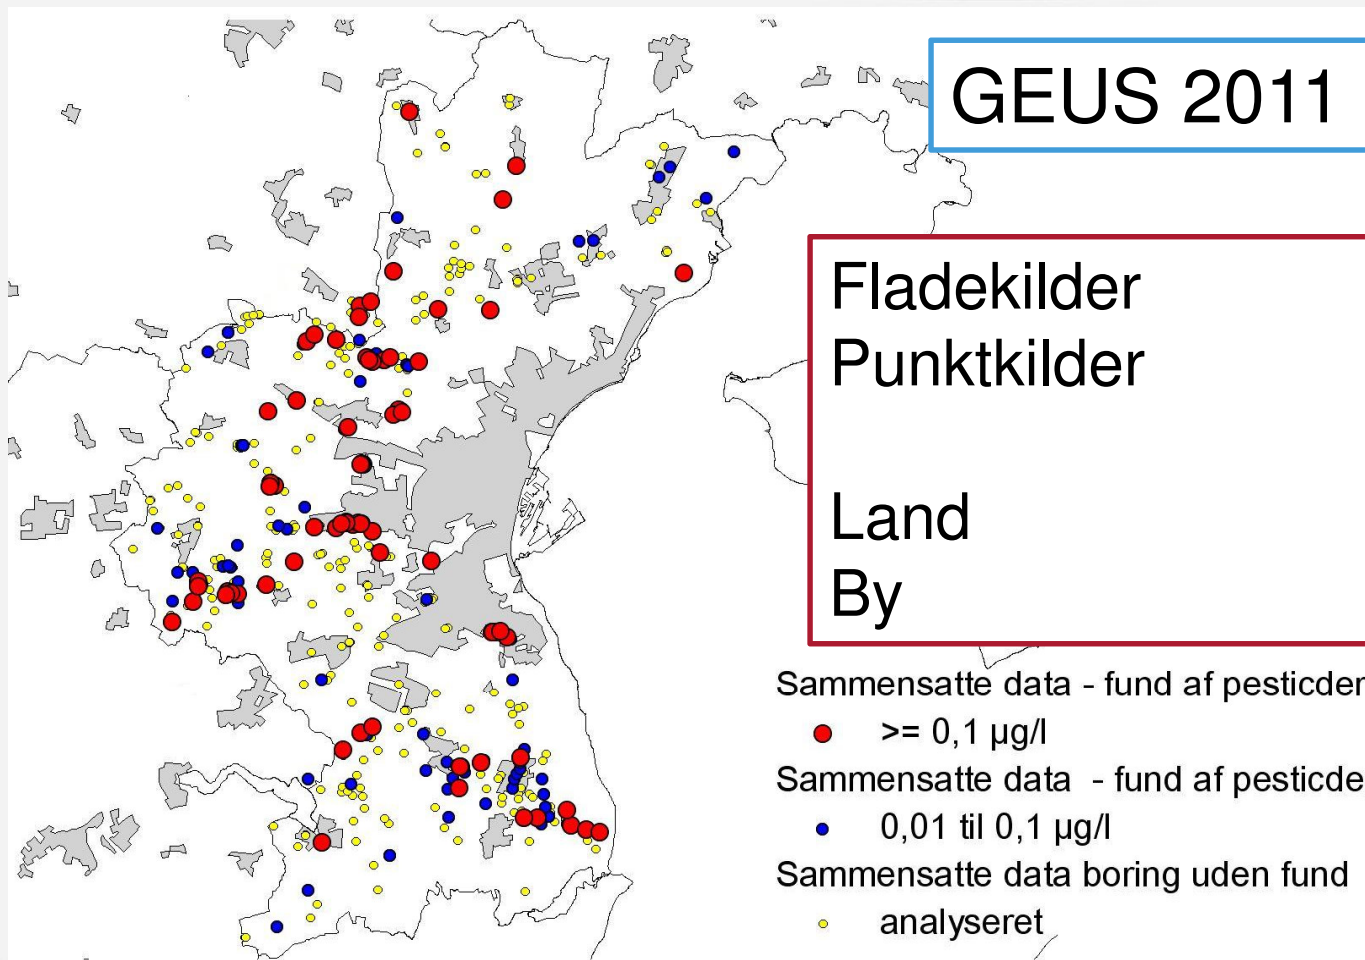 GEUS 2011
Fladekilder
Punktkilder
Land
By
Sammensatte data - fund af pesticder
>= 0,1 µg/l
Sammensatte data - fund af pesticde
0,01 til 0,1 µg/l
Sammensatte data boring uden fund
analyseret